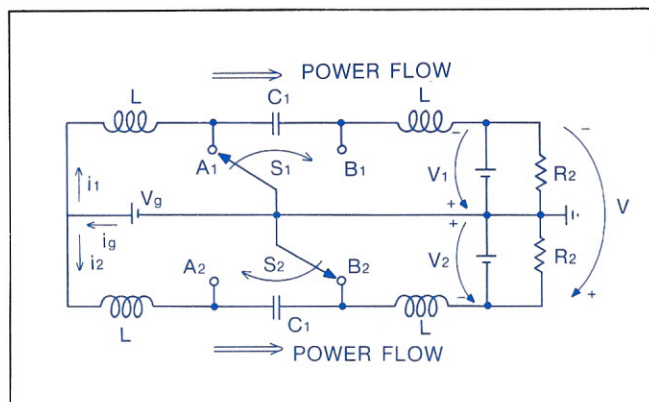 POWER FLOW
L C1 L
− −
A1 S1 B1 V1 R2
i1 Vg + V
ig +
i2 A2 S2 B2 V2 R2
− +
L C1 L
POWER FLOW